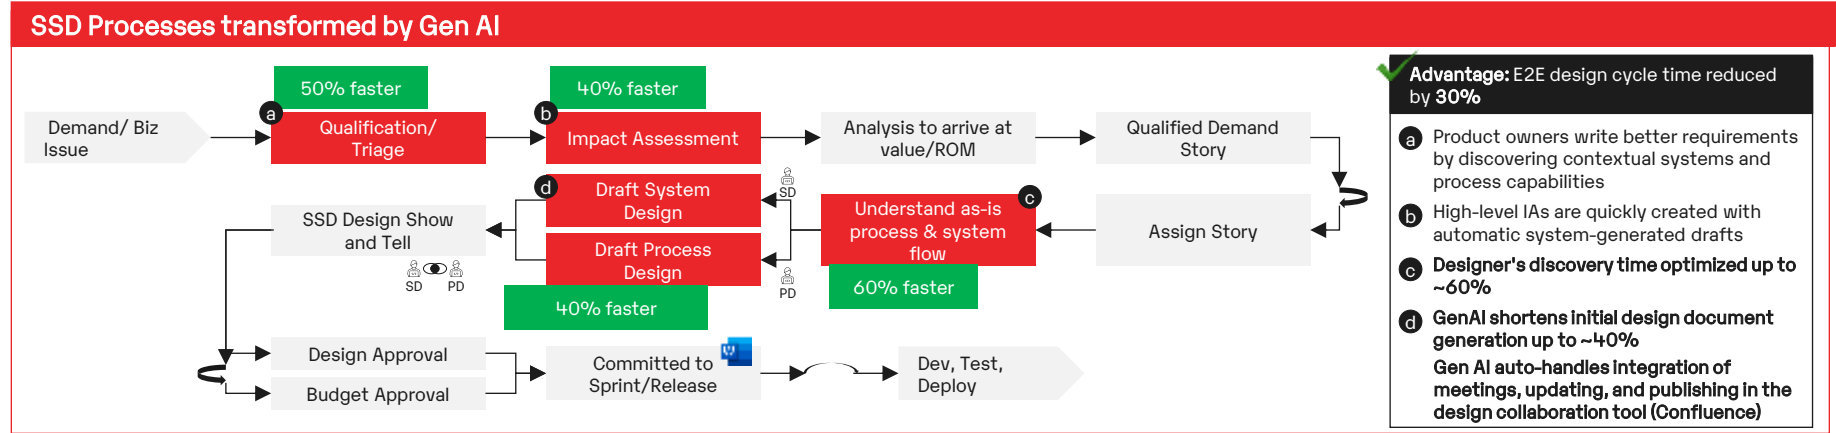 SSD Processes transformed by Gen AI
50% faster
40% faster
a
b
Demand/ Biz
Issue
Qualification/
Triage
Impact Assessment
Analysis to arrive at
value/ROM
Qualified Demand
Story
d
Draft System
Design
SD
c
Understand as-is
process & system
flow
Assign Story
SSD Design Show
and Tell
Draft Process
Design
SD
PD
PD
60% faster
40% faster
Design Approval
Budget Approval
Committed to
Sprint/Release
W
Dev, Test,
Deploy
Advantage: E2E design cycle time reduced
by 30%
a Product owners write better requirements
by discovering contextual systems and
process capabilities
b High-level IAs are quickly created with
automatic system-generated drafts
c Designer's discovery time optimized up to
~60%
d GenAI shortens initial design document
generation up to ~40%
Gen AI auto-handles integration of
meetings, updating, and publishing in the
design collaboration tool (Confluence)